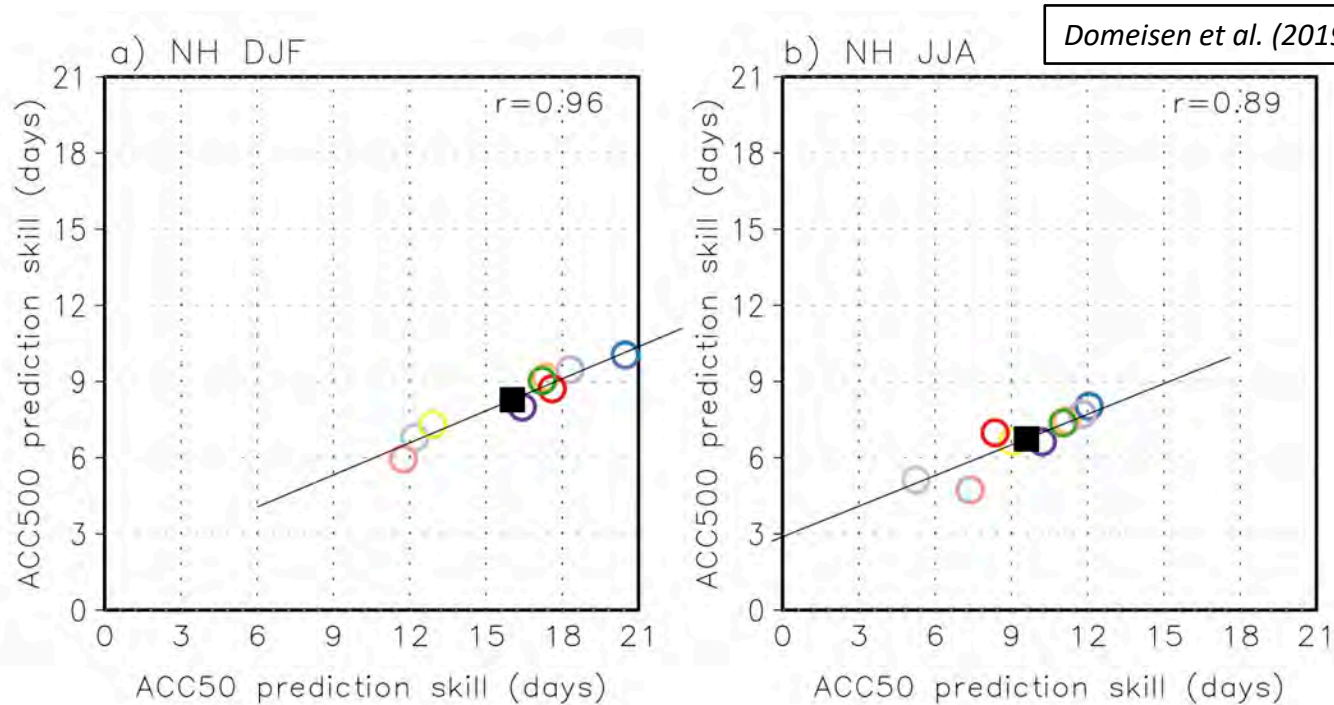 Domeisen et al. (2019
a) NH DJF
r=0.96
ACC500 prediction skill (days)
21
18
15
12
9
6
3
0
0 3 6 9 12 15 18 21
ACC50 prediction skill (days)
b) NH JJA
r=0.89
ACC500 prediction skill (days)
21
18
15
12
9
6
3
0
0 3 6 9 12 15 18 21
ACC50 prediction skill (days)